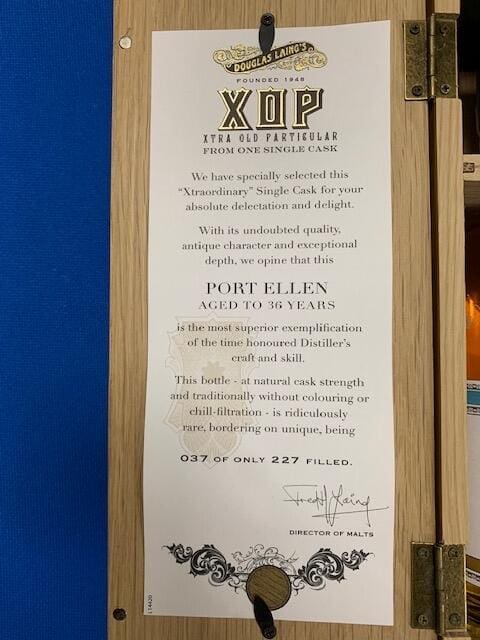 DOUGLAS LAING'S
FOUNDED 1948
XOP
XTRA OLD PARTICULAR
FROM ONE SINGLE CASK
We have specially selected this
"Xtraordinary" Single Cask for your
absolute delectation and delight.
With its undoubted quality,
antique character and exceptional
depth, we opine that this
PORT ELLEN
AGED TO 36 YEARS
is the most superior exemplification
of the time honoured Distiller's
craft and skill.
This bottle - at natural cask strength
and traditionally without colouring or
chill-filtration - is ridiculously
rare, bordering on unique, being
037 OF ONLY 227 FILLED.
Fred H Laing
DIRECTOR OF MALTS
L14420